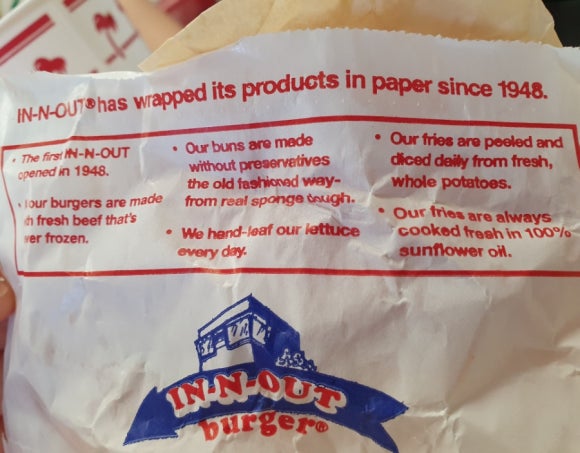 IN-N-OUT® has wrapped its products in paper since 1948.
• The first IN-N-OUT
opened in 1948.
• our burgers are made
h fresh beef that's
er frozen.
• Our buns are made
without preservatives
the old fashioned way-
from real sponge dough.
• We hand-leaf our lettuce
every day.
• Our fries are peeled and
diced daily from fresh,
whole potatoes.
• Our fries are always
cooked fresh in 100%
sunflower oil.
IN-N-OUT
burger®